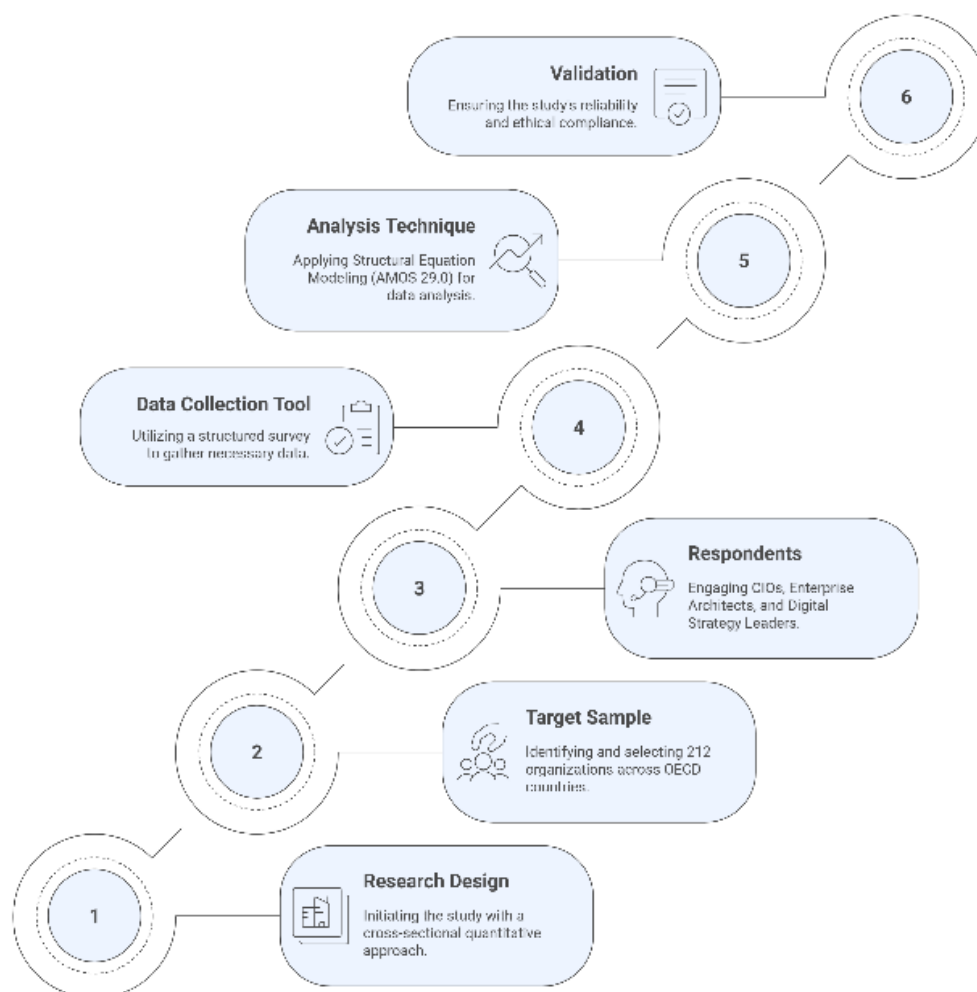 6
Validation
Ensuring the study's reliability
and ethical compliance.
5
Analysis Technique
Applying Structural Equation
Modeling (AMOS 29.0) for
data analysis.
4
Data Collection Tool
Utilizing a structured survey
to gather necessary data.
3
Respondents
Engaging CIOs, Enterprise
Architects, and Digital
Strategy Leaders.
2
Target Sample
Identifying and selecting 212
organizations across OECD
countries.
1
Research Design
Initiating the study with a
cross-sectional quantitative
approach.